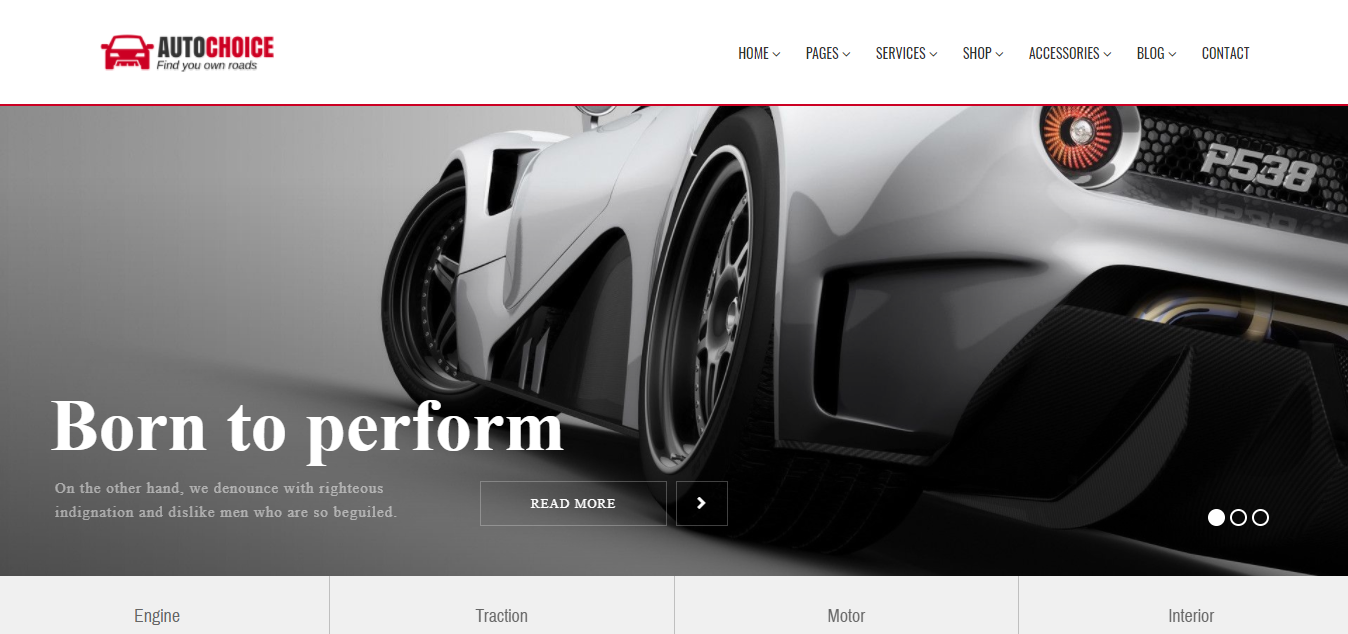 AUTOCHOICE
Find you own roads
HOME PAGES SERVICES SHOP ACCESSORIES BLOG CONTACT
P538
Born to perform
On the other hand, we denounce with righteous
indignation and dislike men who are so beguiled.
READ MORE
Engine Traction Motor Interior